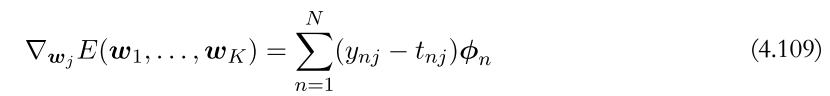 ∇_{𝒘_j} E(𝒘_1, …, 𝒘_K) = ∑_{n=1}^{N} (y_{nj} − t_{nj}) 𝝓_n (4.109)